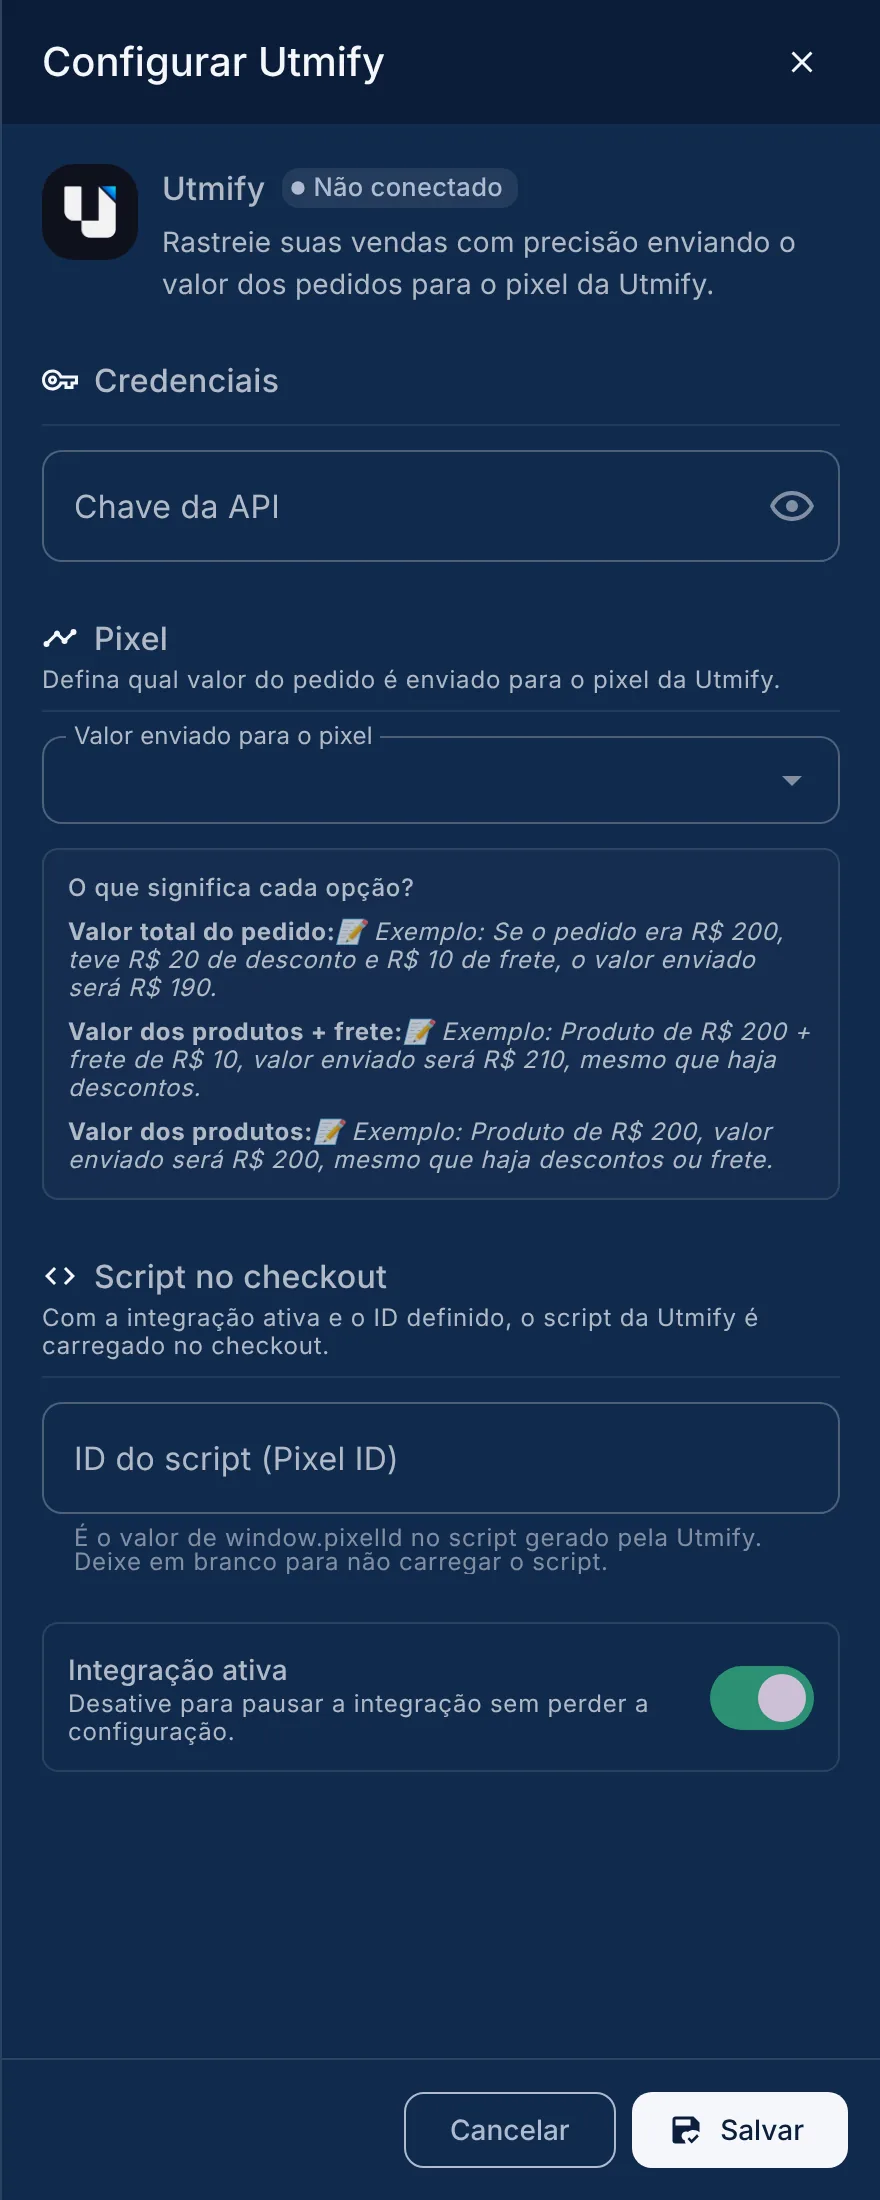 Configurar Utmify
Utmify
Não conectado
Rastreie suas vendas com precisão enviando o
valor dos pedidos para o pixel da Utmify.
Credenciais
Chave da API
Pixel
Defina qual valor do pedido é enviado para o pixel da Utmify.
Valor enviado para o pixel
O que significa cada opção?
Valor total do pedido:📝 Exemplo: Se o pedido era R$ 200,
teve R$ 20 de desconto e R$ 10 de frete, o valor enviado
será R$ 190.
Valor dos produtos + frete:📝 Exemplo: Produto de R$ 200 +
frete de R$ 10, valor enviado será R$ 210, mesmo que haja
descontos.
Valor dos produtos:📝 Exemplo: Produto de R$ 200, valor
enviado será R$ 200, mesmo que haja descontos ou frete.
Script no checkout
Com a integração ativa e o ID definido, o script da Utmify é
carregado no checkout.
ID do script (Pixel ID)
É o valor de window.pixelId no script gerado pela Utmify.
Deixe em branco para não carregar o script.
Integração ativa
Desative para pausar a integração sem perder a
configuração.
Cancelar
Salvar